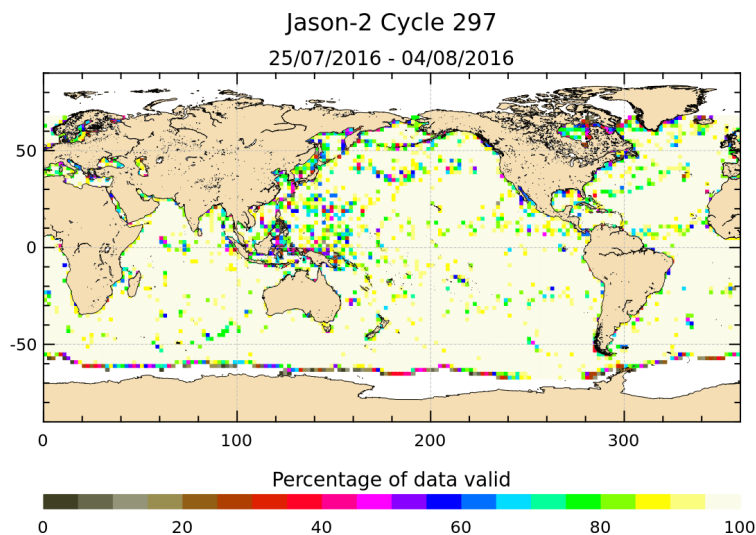 Jason-2 Cycle 297
25/07/2016 - 04/08/2016
50
0
-50
0 100 200 300
Percentage of data valid
0 20 40 60 80 100